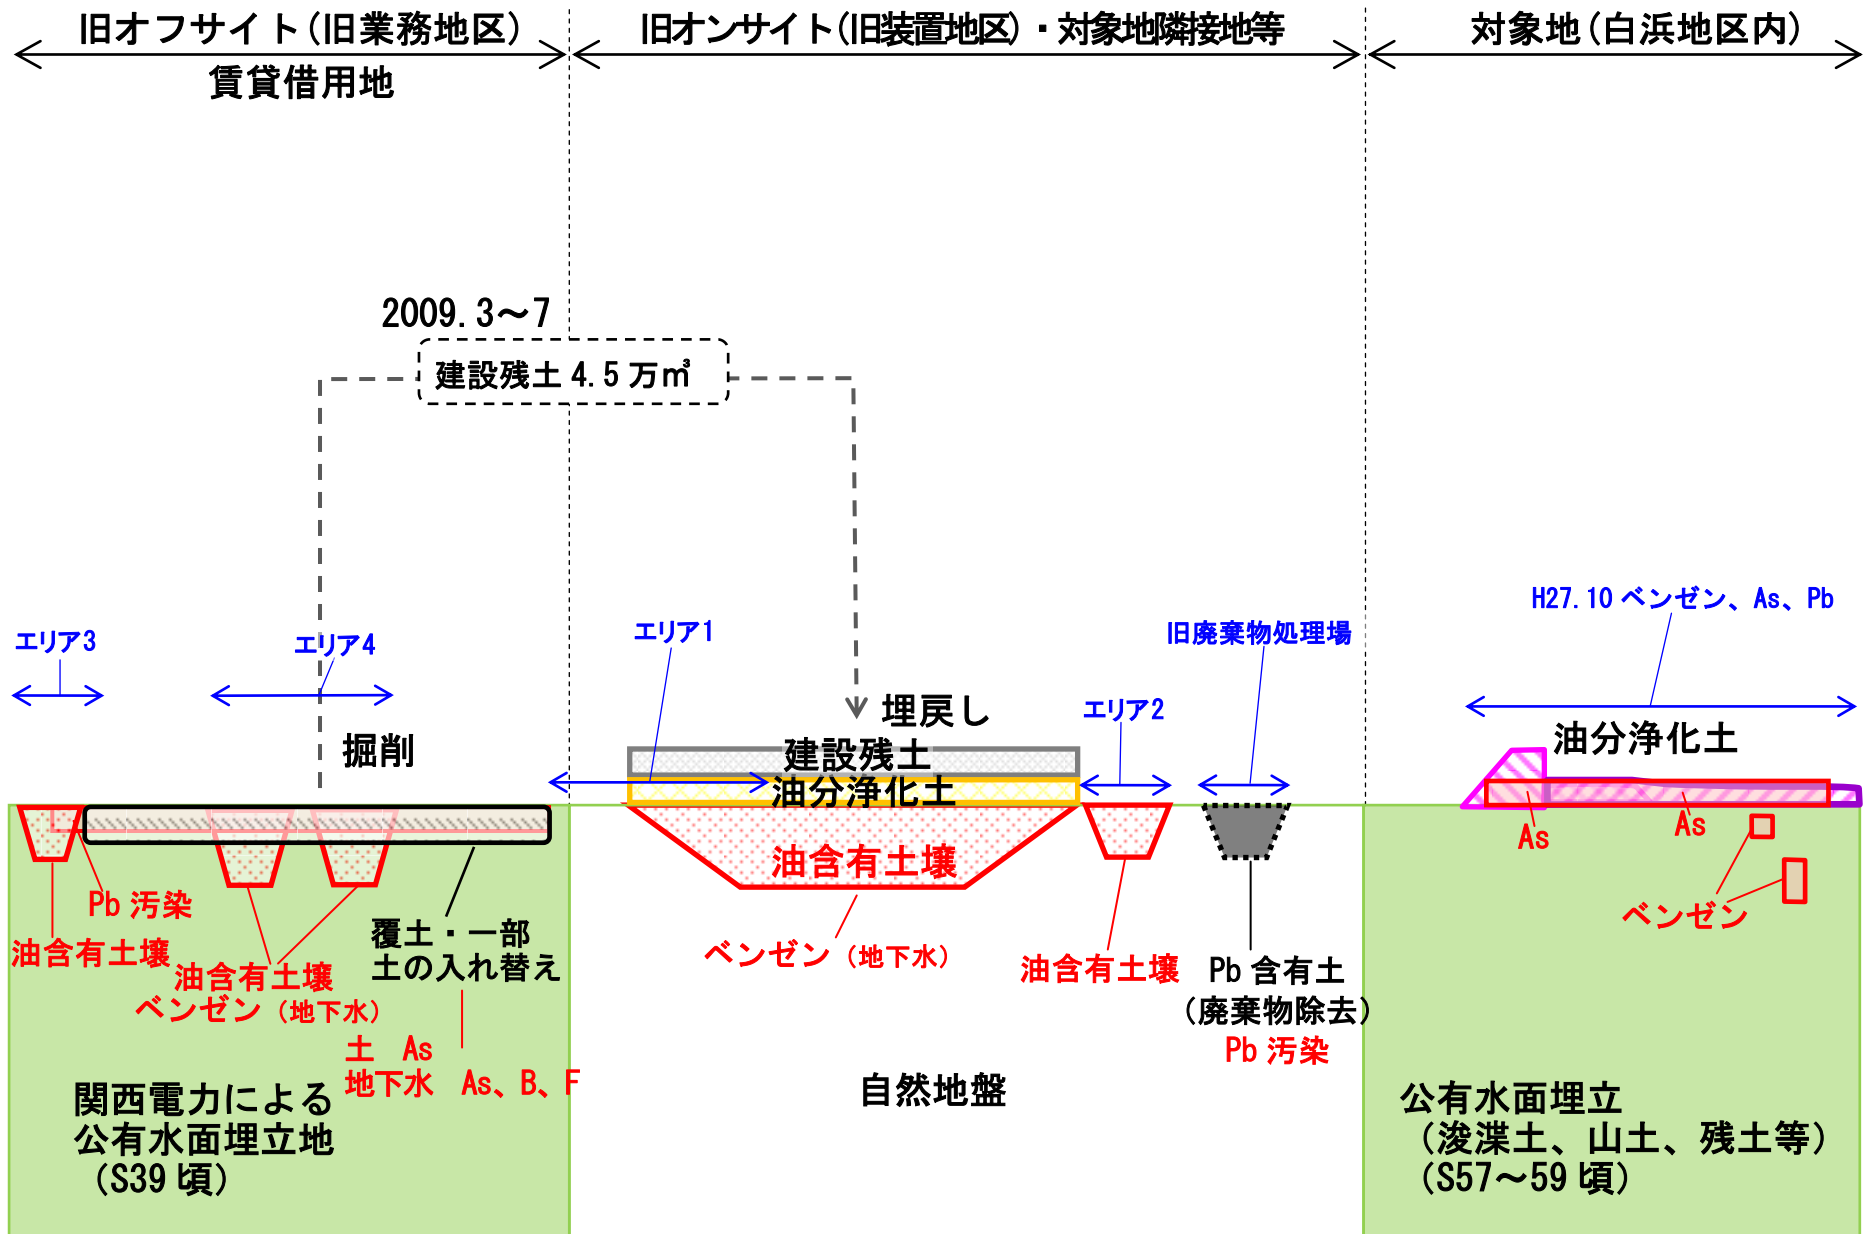 旧オフサイト(旧業務地区)
賃貸借用地
旧オンサイト(旧装置地区)・対象地隣接地等
対象地(白浜地区内)
2009.3～7
建設残土 4.5 万㎥
H27.10 ベンゼン、As、Pb
エリア3
エリア4
エリア1
旧廃棄物処理場
エリア2
埋戻し
掘削
建設残土
油分浄化土
油分浄化土
油含有土壌
As
As
Pb 汚染
油含有土壌
油含有土壌
ベンゼン（地下水）
覆土・一部
土の入れ替え
土　As
地下水　As、B、F
ベンゼン（地下水）
油含有土壌
Pb 含有土
(廃棄物除去)
Pb 汚染
ベンゼン
関西電力による
公有水面埋立地
(S39 頃)
自然地盤
公有水面埋立
(浚渫土、山土、残土等)
(S57～59 頃)